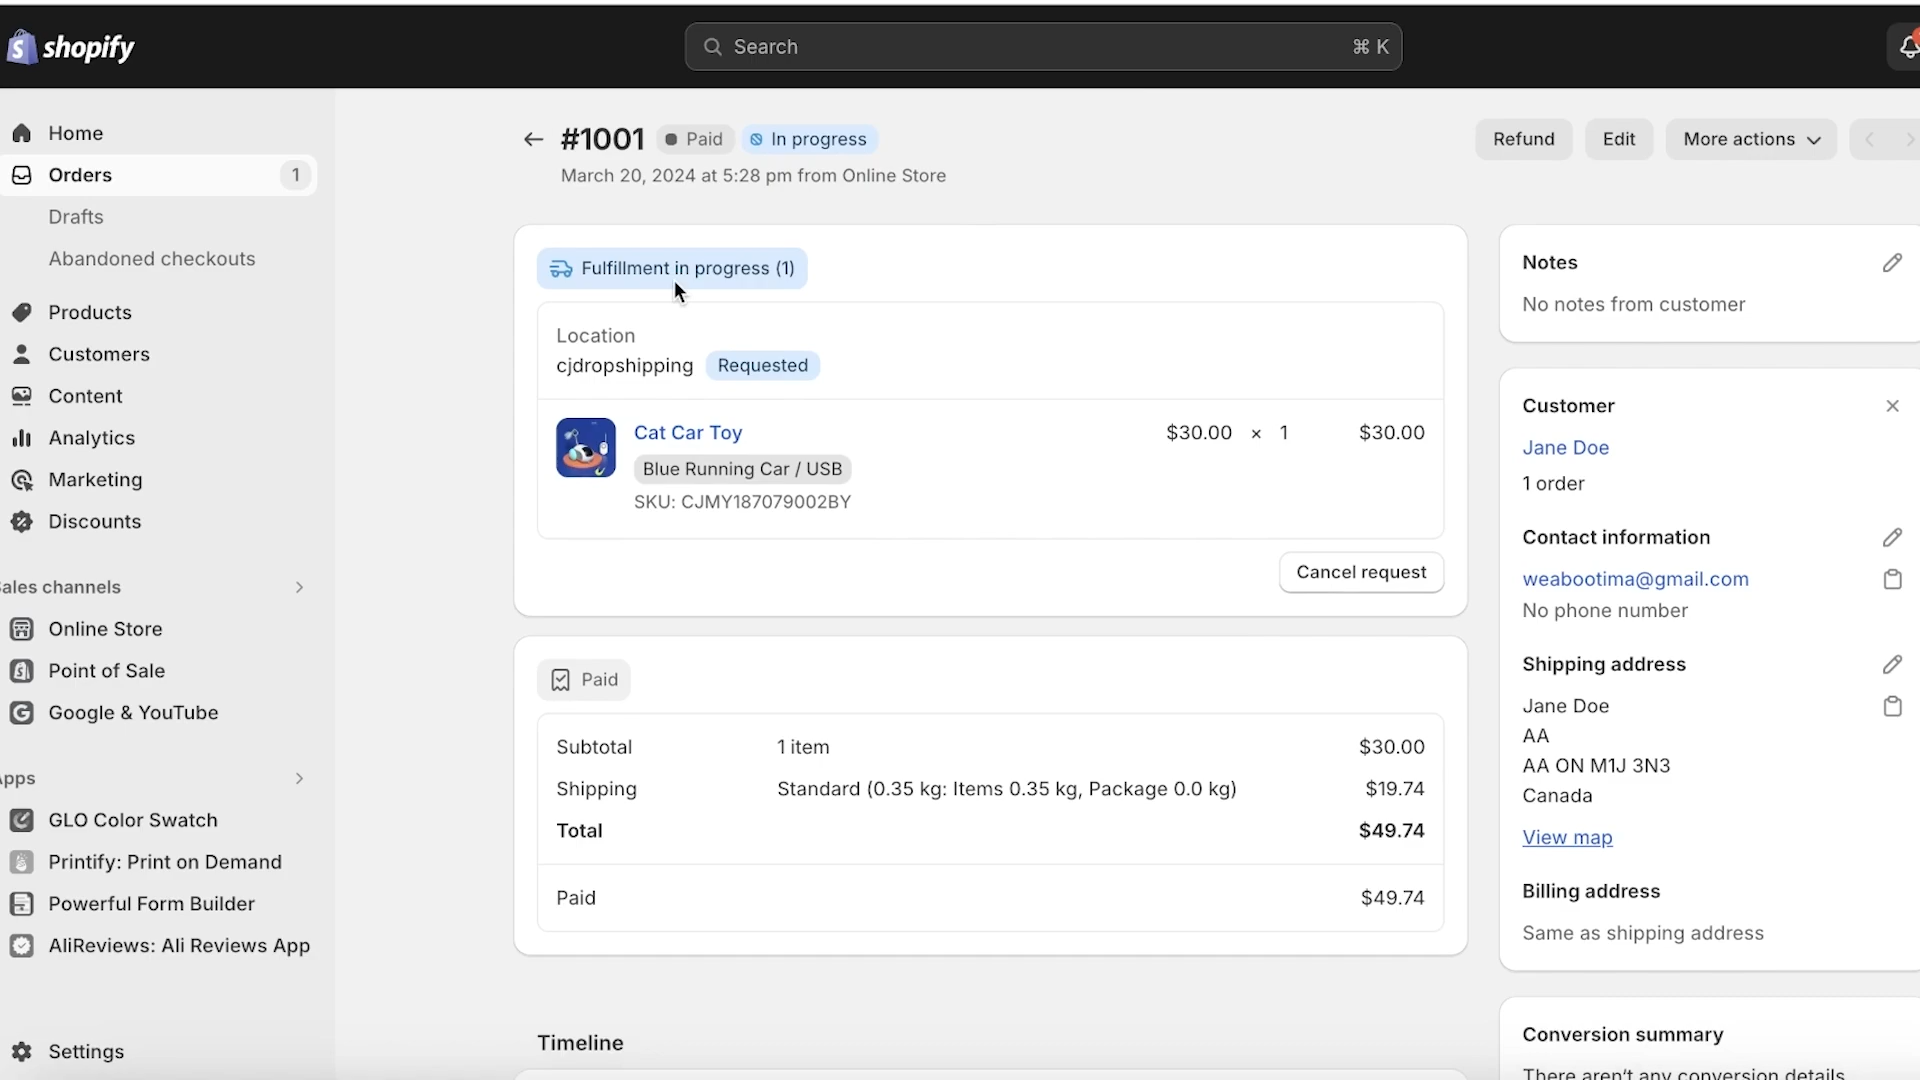 shopify
Search
⌘ K
Home
Orders
1
Drafts
Abandoned checkouts
Products
Customers
Content
Analytics
Marketing
Discounts
ales channels
Online Store
Point of Sale
Google & YouTube
pps
GLO Color Swatch
Printify: Print on Demand
Powerful Form Builder
AliReviews: Ali Reviews App
Settings
#1001 Paid In progress
March 20, 2024 at 5:28 pm from Online Store
Refund
Edit
More actions
Fulfillment in progress (1)
Location
cjdropshipping Requested
Cat Car Toy $30.00 × 1 $30.00
Blue Running Car / USB
SKU: CJMY187079002BY
Cancel request
Paid
Subtotal 1 item $30.00
Shipping Standard (0.35 kg: Items 0.35 kg, Package 0.0 kg) $19.74
Total $49.74
Paid $49.74
Timeline
Notes
No notes from customer
Customer
Jane Doe
1 order
Contact information
weabootima@gmail.com
No phone number
Shipping address
Jane Doe
AA
AA ON M1J 3N3
Canada
View map
Billing address
Same as shipping address
Conversion summary
There aren't any conversion details